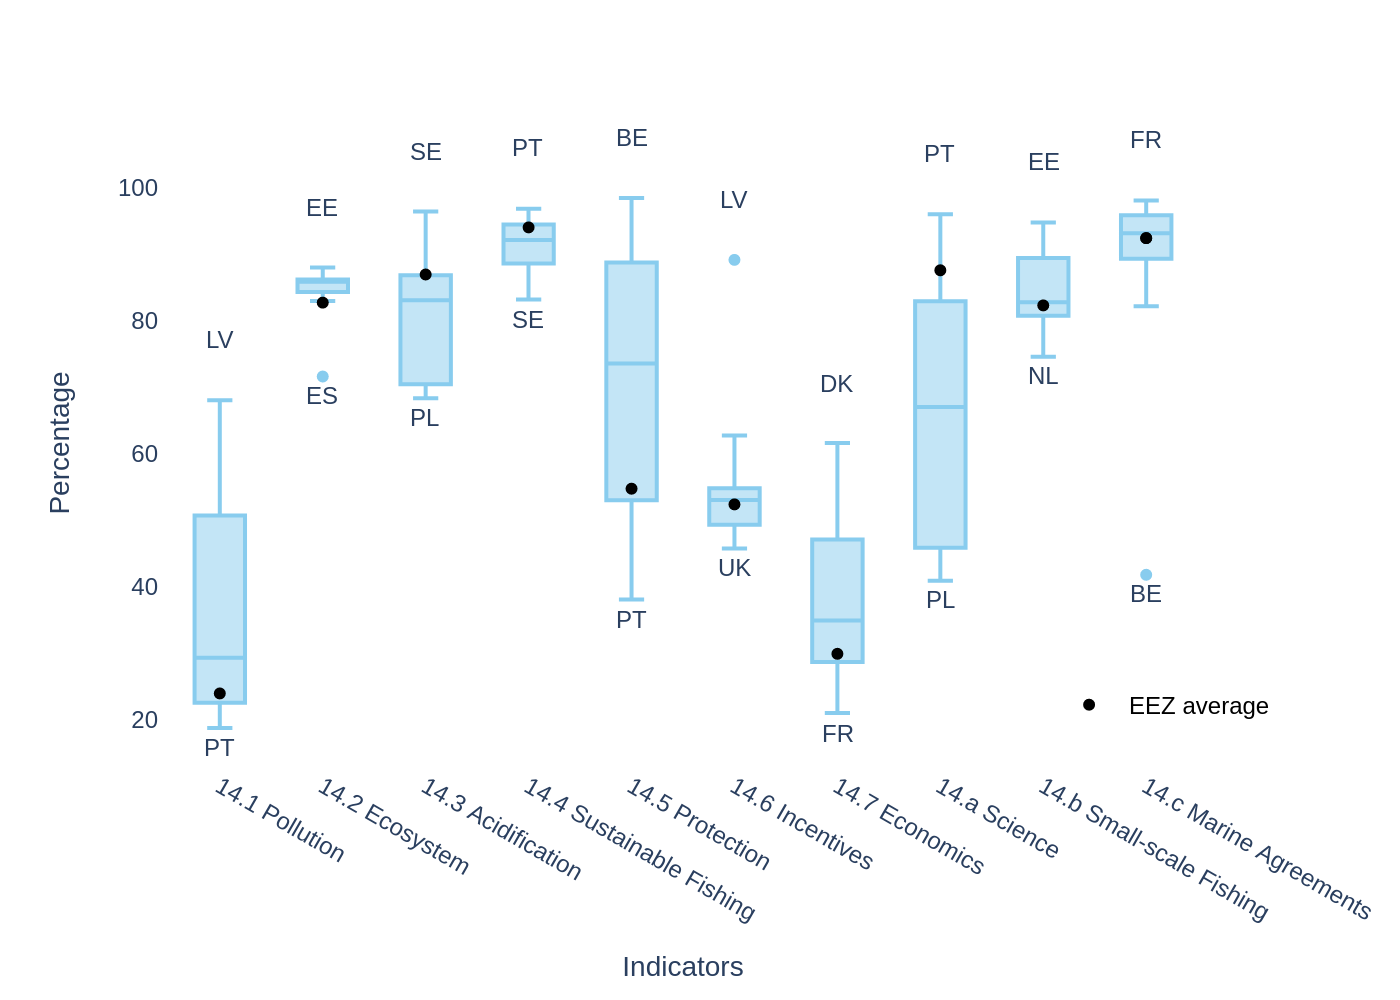 BE
FR
PT
SE
PT
EE
100
LV
EE
80
SE
LV
NL
DK
ES
PL
60
Percentage
UK
40
BE
PL
PT
EEZ average
20
FR
PT
14.1 Pollution
14.2 Ecosystem
14.3 Acidification
14.4 Sustainable Fishing
14.5 Protection
14.6 Incentives
14.7 Economics
14.a Science
14.b Small-scale Fishing
14.c Marine Agreements
Indicators